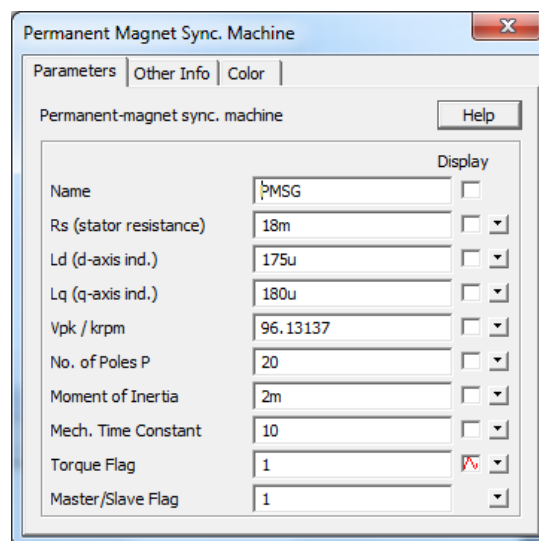 Permanent Magnet Sync. Machine
Parameters Other Info Color
Permanent-magnet sync. machine Help
Display
Name PMSG
Rs (stator resistance) 18m
Ld (d-axis ind.) 175u
Lq (q-axis ind.) 180u
Vpk / krpm 96.13137
No. of Poles P 20
Moment of Inertia 2m
Mech. Time Constant 10
Torque Flag 1
Master/Slave Flag 1